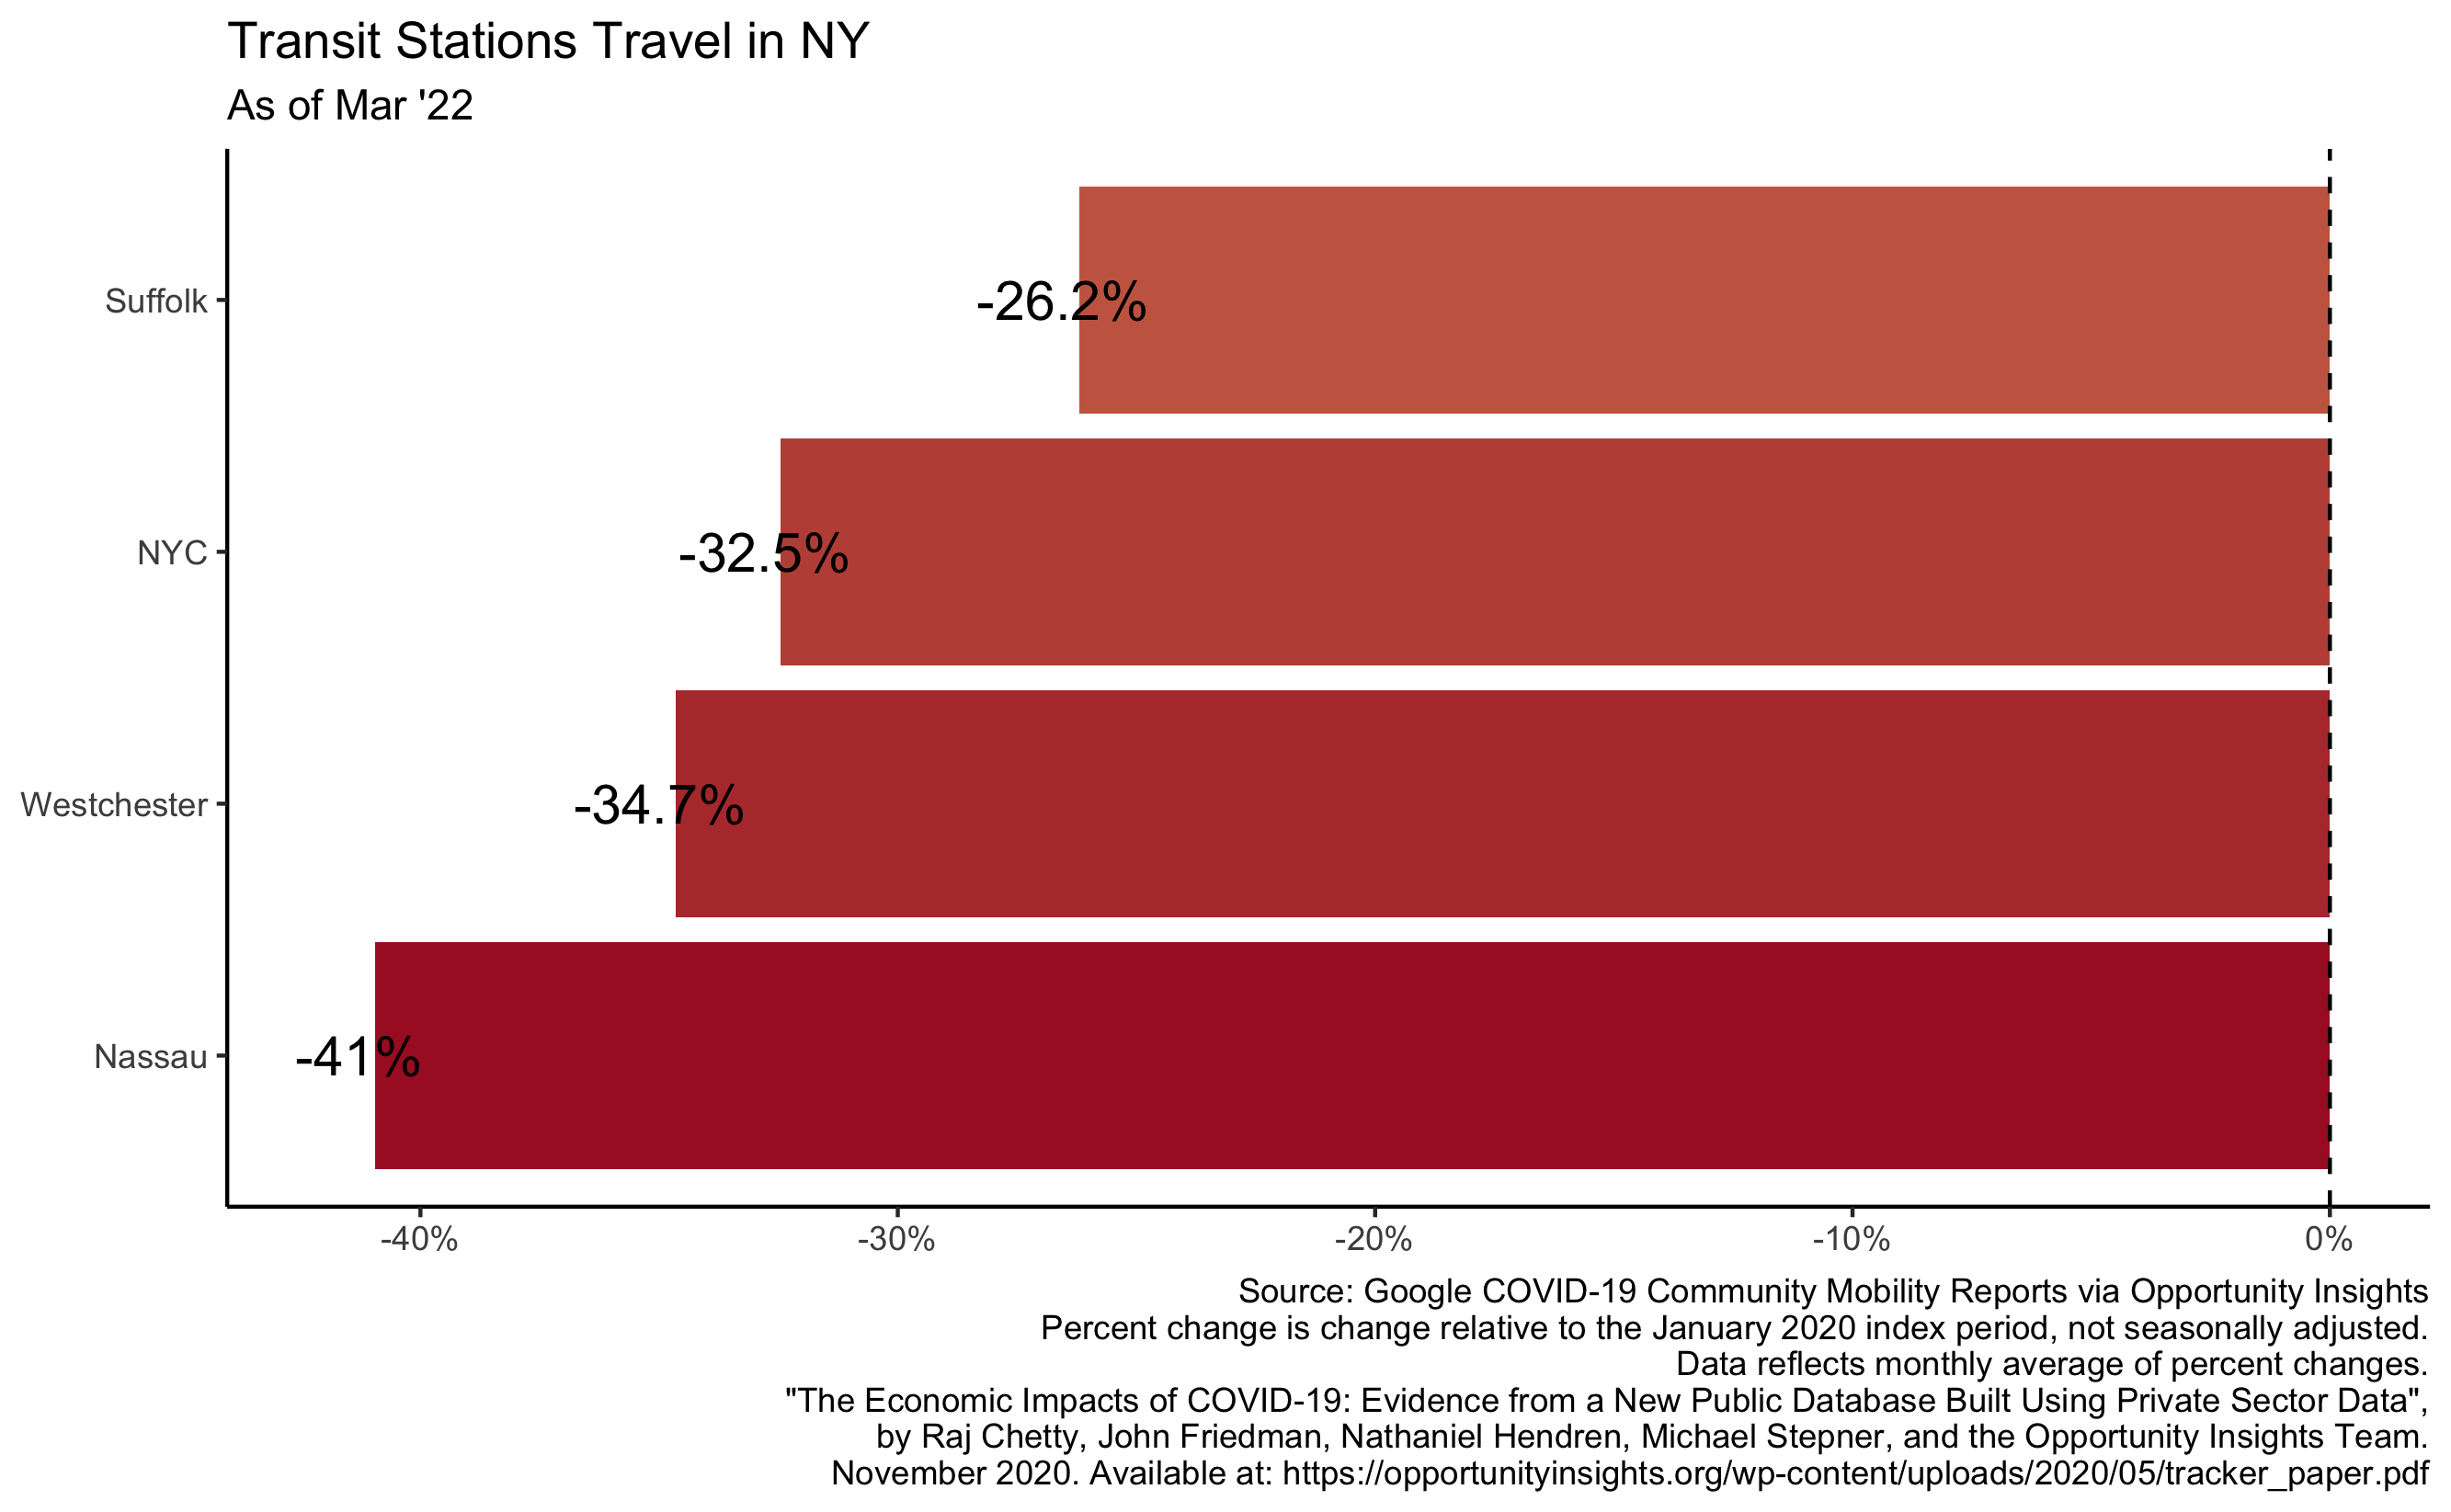 Transit Stations Travel in NY
As of Mar '22
Suffolk
-26.2%
NYC
-32.5%
Westchester
-34.7%
Nassau
-41%
-40% -30% -20% -10% 0%
Source: Google COVID-19 Community Mobility Reports via Opportunity Insights
Percent change is change relative to the January 2020 index period, not seasonally adjusted.
Data reflects monthly average of percent changes.
"The Economic Impacts of COVID-19: Evidence from a New Public Database Built Using Private Sector Data",
by Raj Chetty, John Friedman, Nathaniel Hendren, Michael Stepner, and the Opportunity Insights Team.
November 2020. Available at: https://opportunityinsights.org/wp-content/uploads/2020/05/tracker_paper.pdf